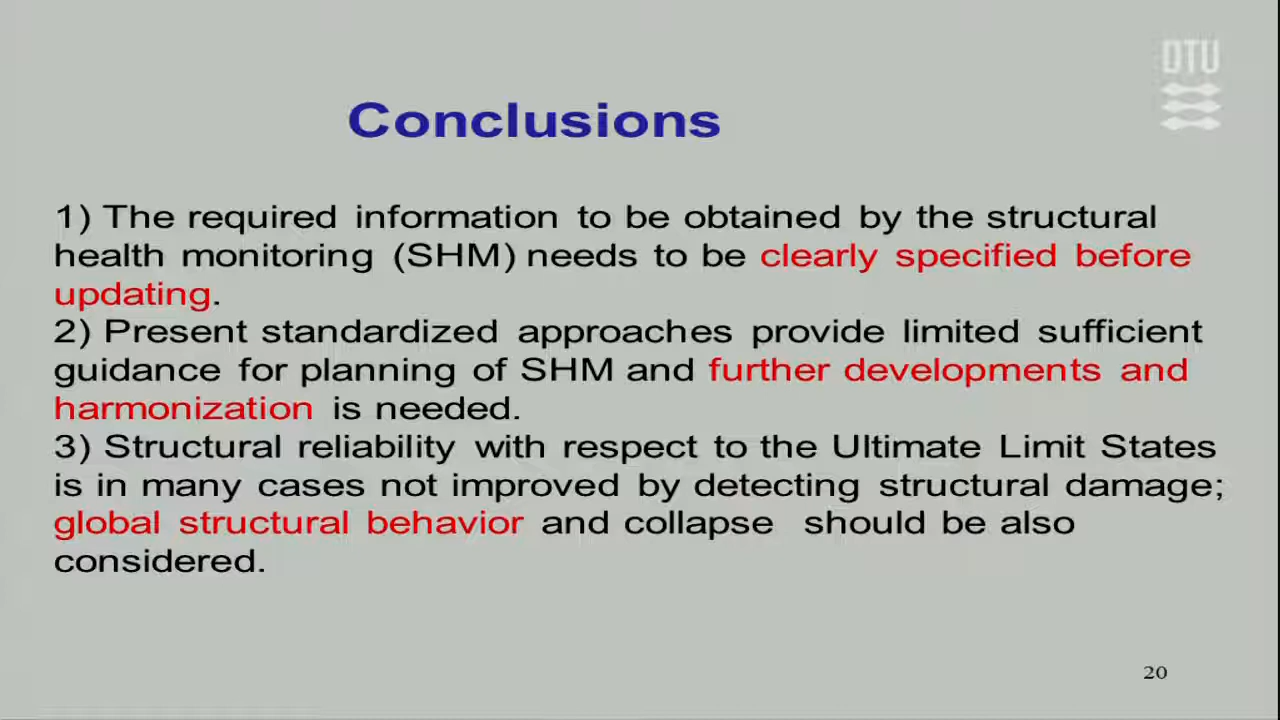 DTU
Conclusions
1) The required information to be obtained by the structural
health monitoring (SHM) needs to be clearly specified before
updating.
2) Present standardized approaches provide limited sufficient
guidance for planning of SHM and further developments and
harmonization is needed.
3) Structural reliability with respect to the Ultimate Limit States
is in many cases not improved by detecting structural damage;
global structural behavior and collapse should be also
considered.
20